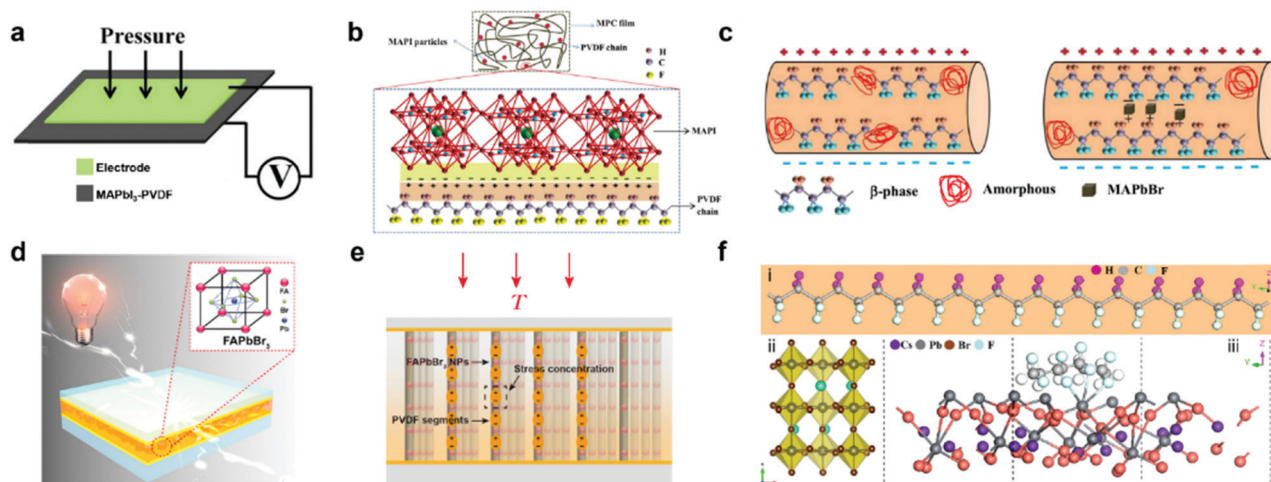 a
Pressure
V
Electrode
MAPbI₃-PVDF
b
MPC film
MAPI particles
PVDF chain
H
C
F
MAPI
PVDF
chain
c
β-phase
Amorphous
MAPbBr
d
FA
Br
Pb
FAPbBr₃
e
T
FAPbBr₃ NPs
Stress concentration
PVDF segments
f
i
H C F
Z
Y
ii
Cs Pb Br F
iii
Z
Y